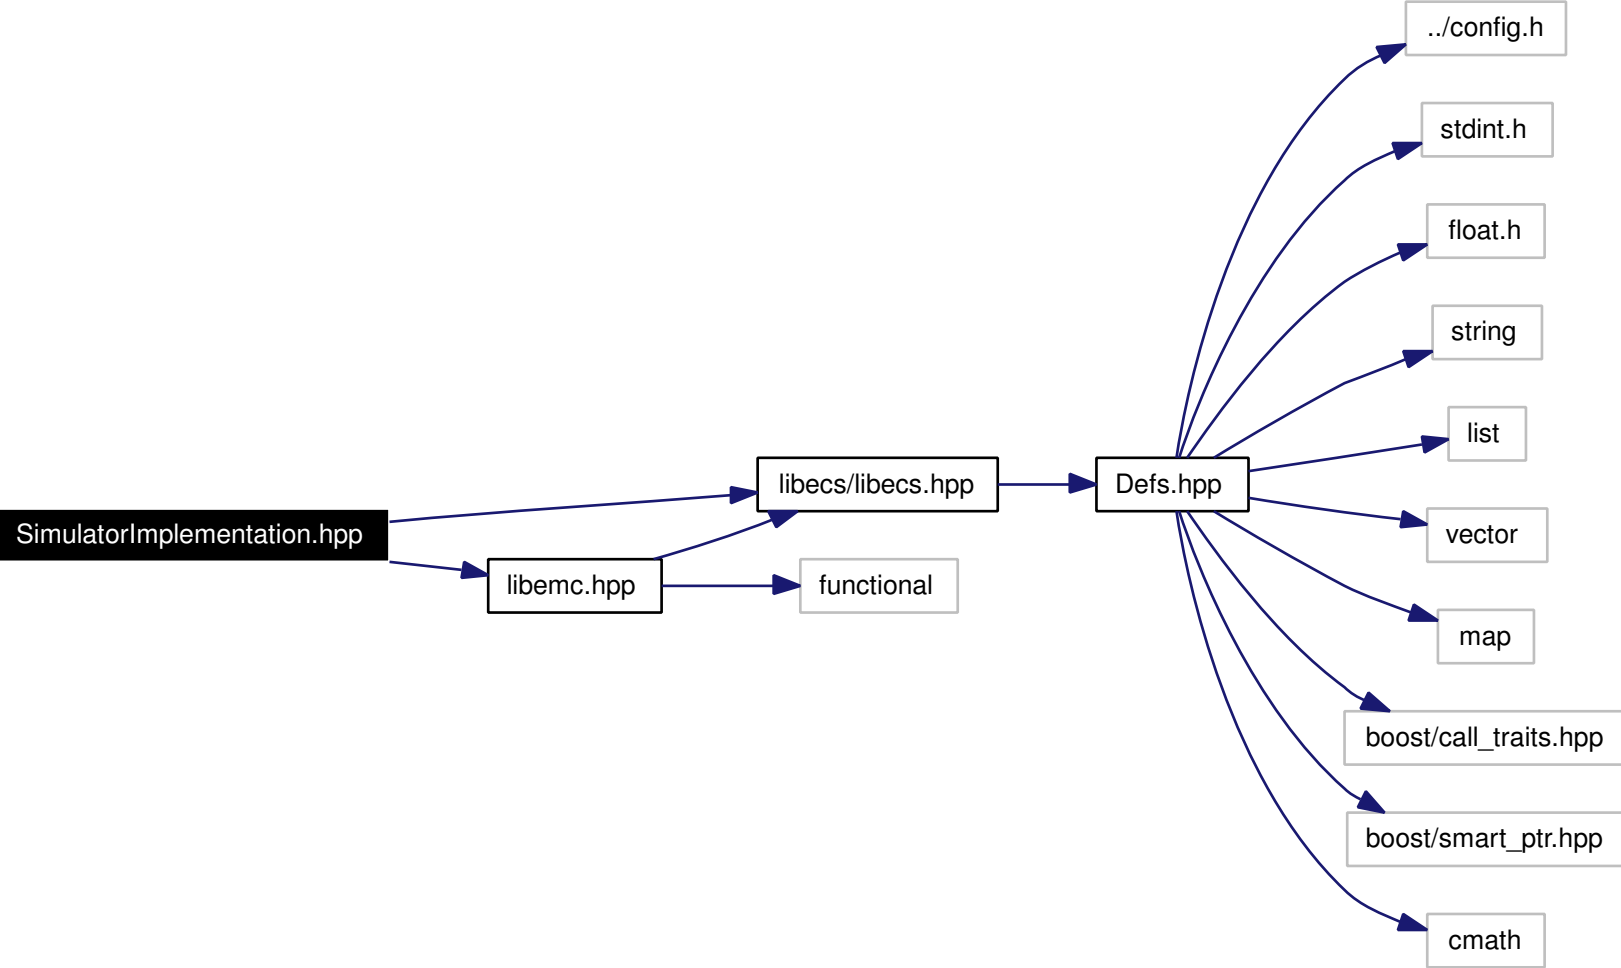 ../config.h
stdint.h
float.h
string
list
libecs/libecs.hpp
Defs.hpp
SimulatorImplementation.hpp
vector
libemc.hpp
functional
map
boost/call_traits.hpp
boost/smart_ptr.hpp
cmath